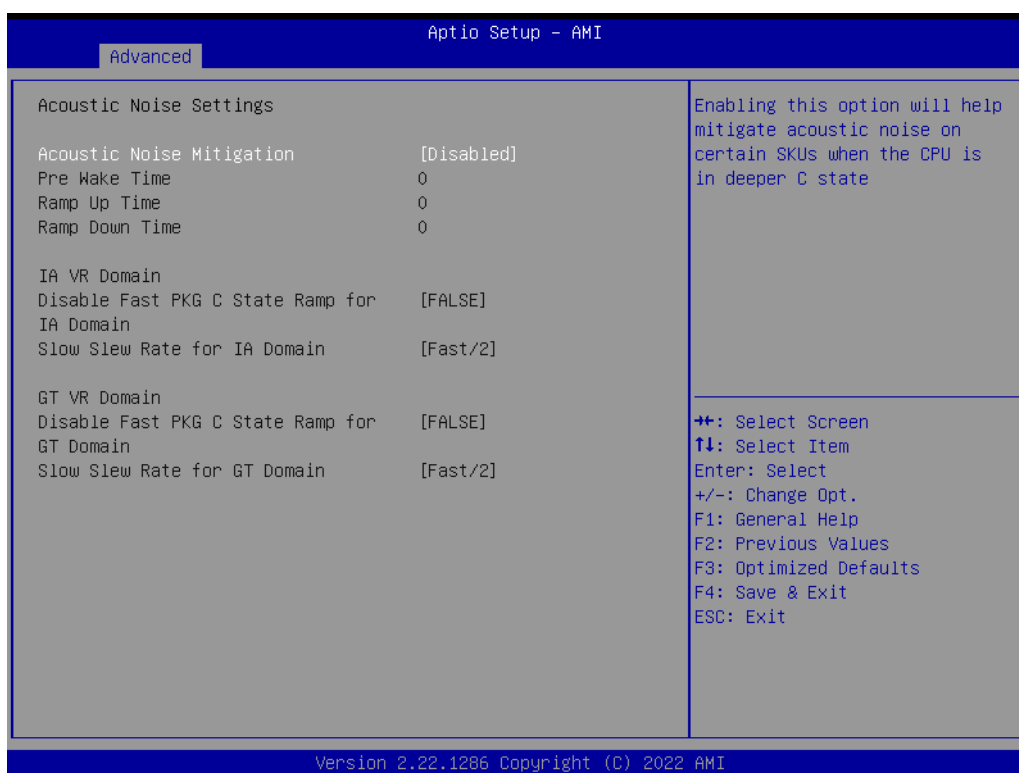 Aptio Setup – AMI
Advanced
Acoustic Noise Settings
Acoustic Noise Mitigation [Disabled]
Pre Wake Time 0
Ramp Up Time 0
Ramp Down Time 0
IA VR Domain
Disable Fast PKG C State Ramp for [FALSE]
IA Domain
Slow Slew Rate for IA Domain [Fast/2]
GT VR Domain
Disable Fast PKG C State Ramp for [FALSE]
GT Domain
Slow Slew Rate for GT Domain [Fast/2]
Enabling this option will help
mitigate acoustic noise on
certain SKUs when the CPU is
in deeper C state
→←: Select Screen
↑↓: Select Item
Enter: Select
+/-: Change Opt.
F1: General Help
F2: Previous Values
F3: Optimized Defaults
F4: Save & Exit
ESC: Exit
Version 2.22.1286 Copyright (C) 2022 AMI